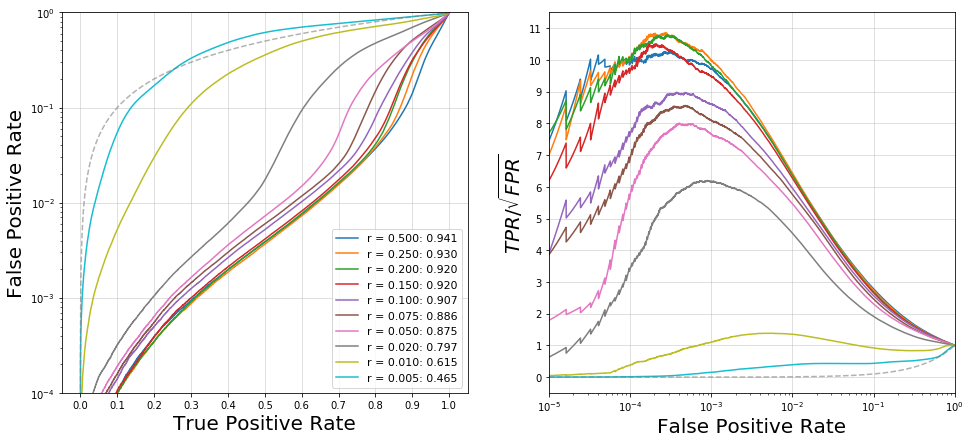 10⁰
10⁻¹
10⁻²
10⁻³
10⁻⁴
False Positive Rate
0.0 0.1 0.2 0.3 0.4 0.5 0.6 0.7 0.8 0.9 1.0
True Positive Rate
r = 0.500: 0.941
r = 0.250: 0.930
r = 0.200: 0.920
r = 0.150: 0.920
r = 0.100: 0.907
r = 0.075: 0.886
r = 0.050: 0.875
r = 0.020: 0.797
r = 0.010: 0.615
r = 0.005: 0.465
11
10
9
8
7
6
5
4
3
2
1
0
TPR/√FPR
10⁻⁵ 10⁻⁴ 10⁻³ 10⁻² 10⁻¹ 10⁰
False Positive Rate